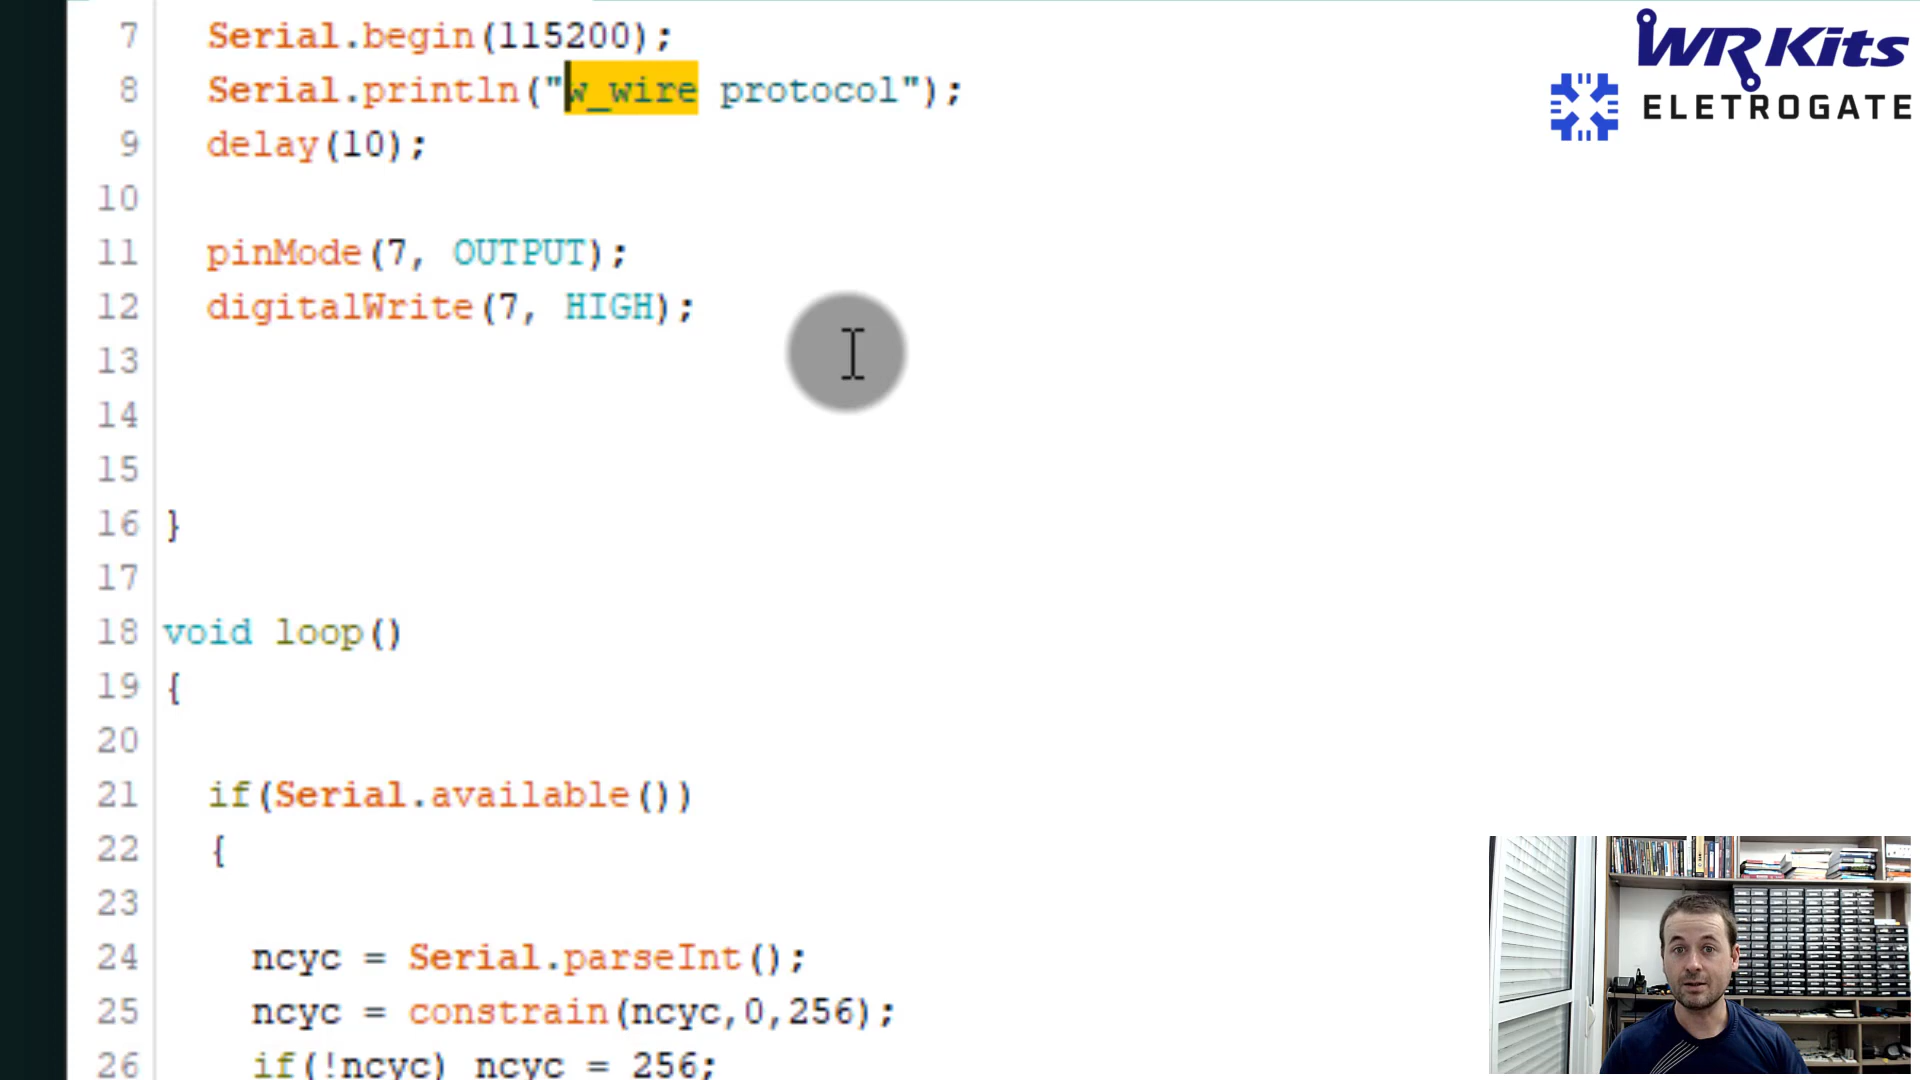 7 Serial.begin(115200);
8 Serial.println("w_wire protocol");
9 delay(10);
10
11 pinMode(7, OUTPUT);
12 digitalWrite(7, HIGH);
13
14
15
16 }
17
18 void loop()
19 {
20
21 if(Serial.available())
22 {
23
24 ncyc = Serial.parseInt();
25 ncyc = constrain(ncyc,0,256);
26 if(!ncyc) ncyc = 256;
WR Kits
ELETROGATE